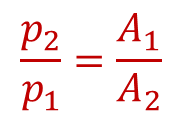 p₂/p₁ = A₁/A₂